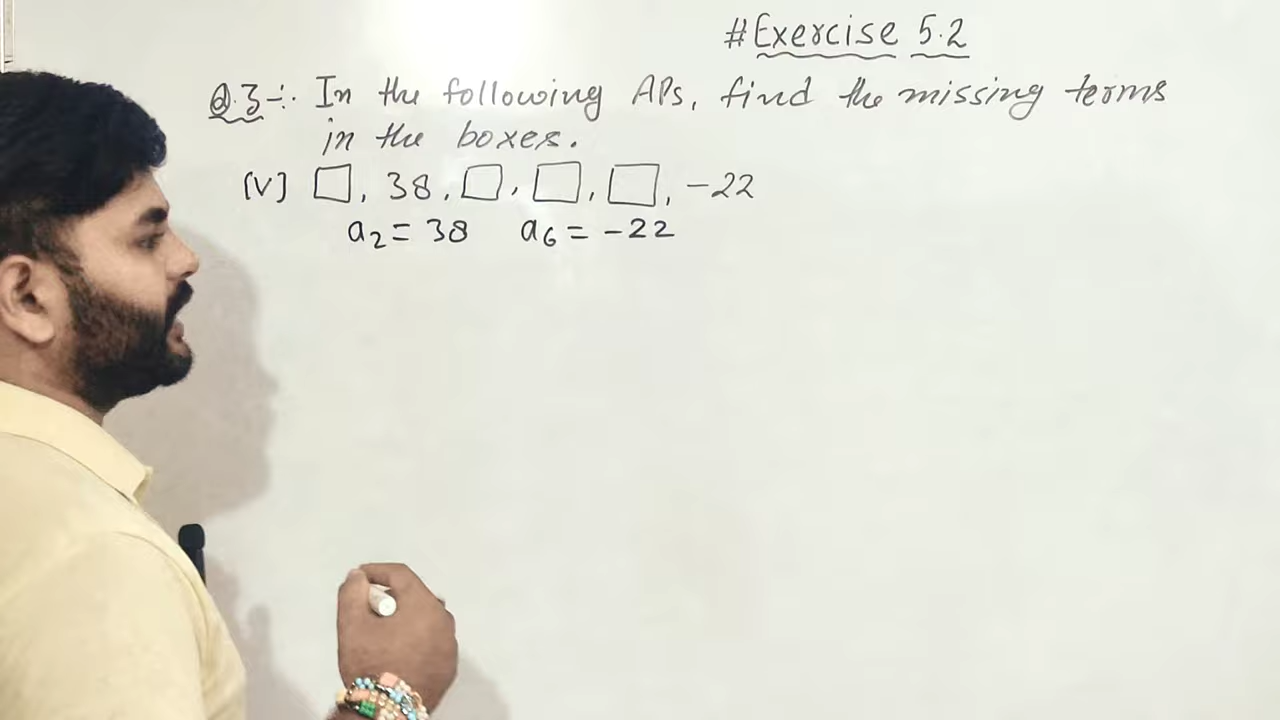 #Exercise 5.2
Q.3-:. In the following APs, find the missing terms
in the boxes.
(V) □, 38, □, □, □, -22
a₂ = 38 a₆ = -22